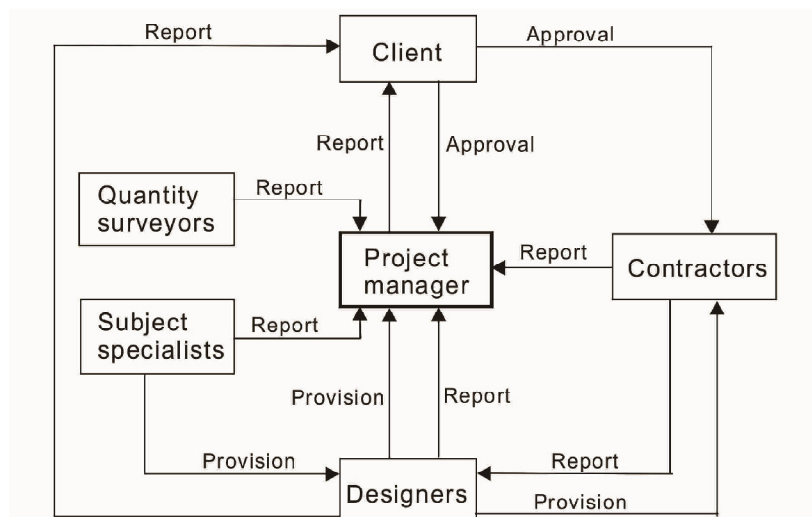 Report
Client
Approval
Report
Approval
Quantity
surveyors
Report
Project
manager
Report
Contractors
Subject
specialists
Report
Provision
Report
Provision
Report
Designers
Provision